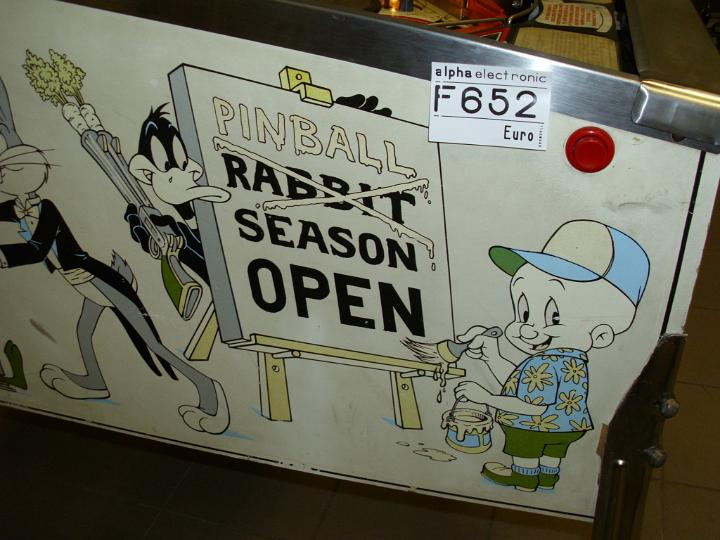 alpha electronic
F652
Euro
PINBALL
RABBIT
SEASON
OPEN